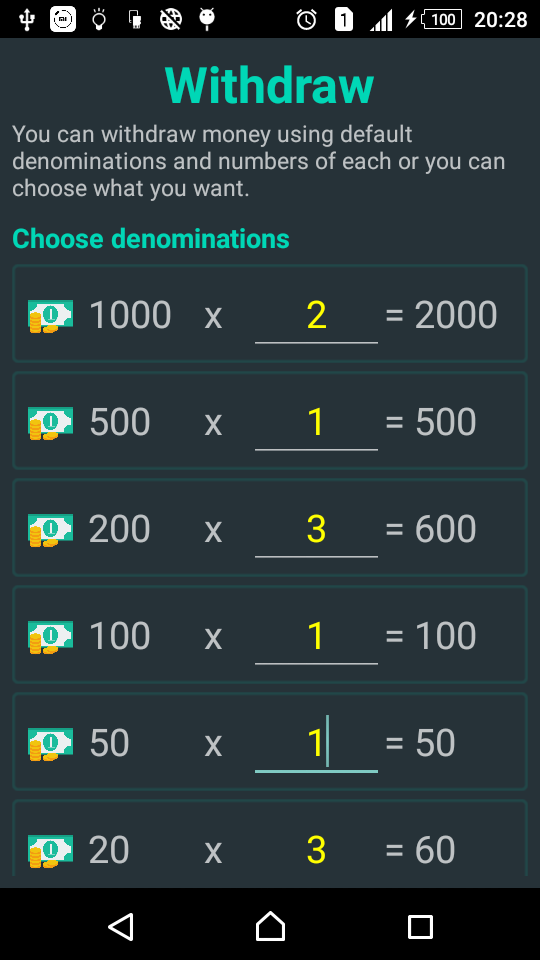 1 100 20:28
Withdraw
You can withdraw money using default
denominations and numbers of each or you can
choose what you want.
Choose denominations
1000 x 2 = 2000
500 x 1 = 500
200 x 3 = 600
100 x 1 = 100
50 x 1 = 50
20 x 3 = 60